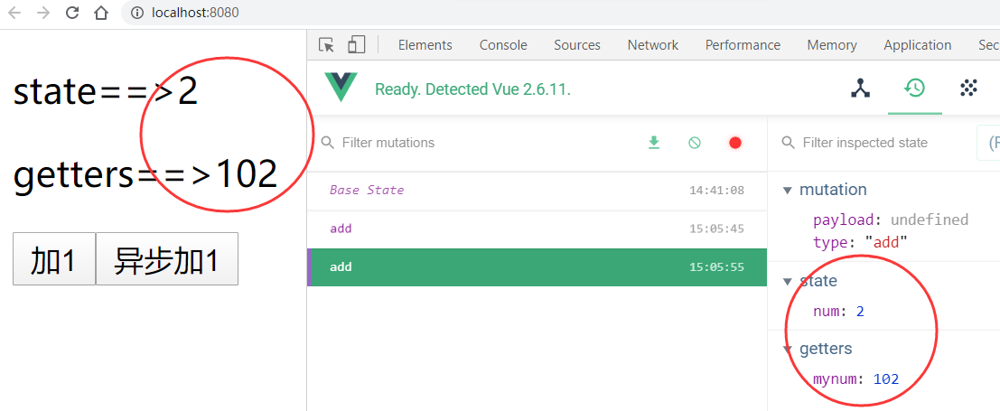 localhost:8080
Elements Console Sources Network Performance Memory Application Sec
Ready. Detected Vue 2.6.11.
state==>2
getters==>102
加1 异步加1
Filter mutations
Base State 14:41:08
add 15:05:45
add 15:05:55
Filter inspected state
mutation
payload: undefined
type: "add"
state
num: 2
getters
mynum: 102